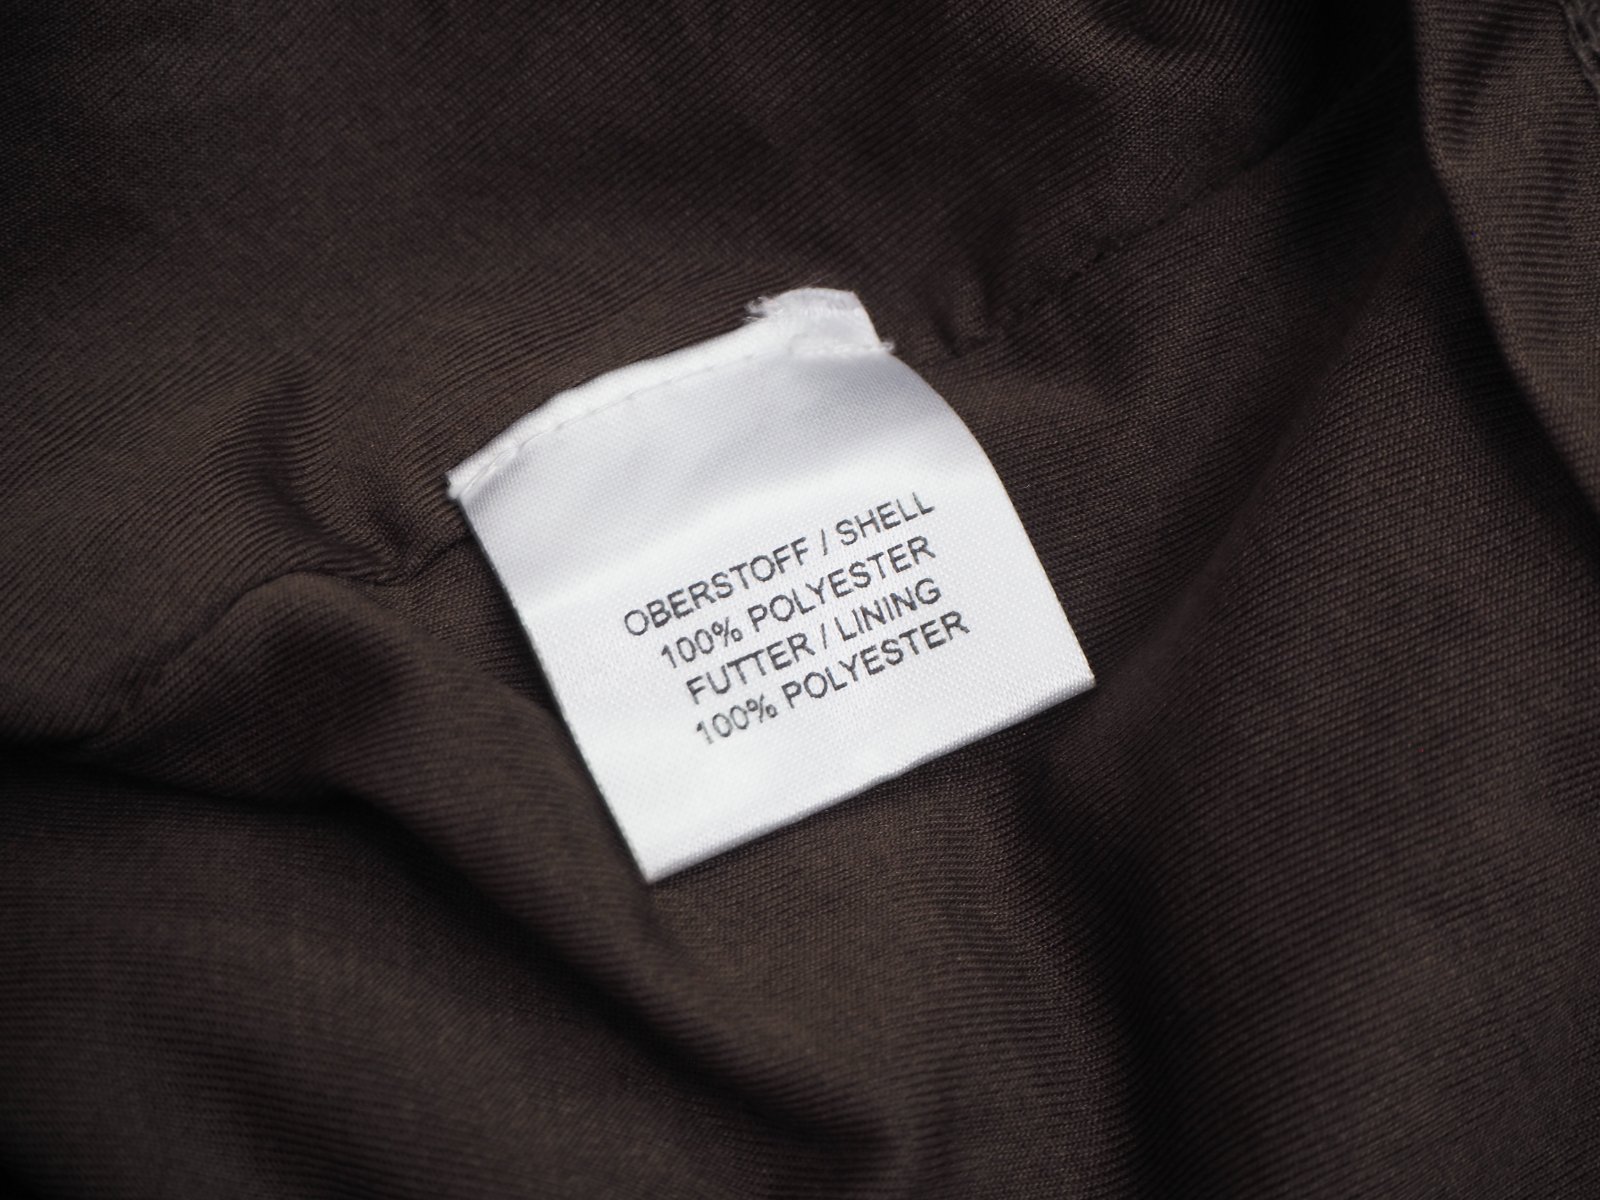 OBERSTOFF / SHELL
100% POLYESTER
FUTTER / LINING
100% POLYESTER